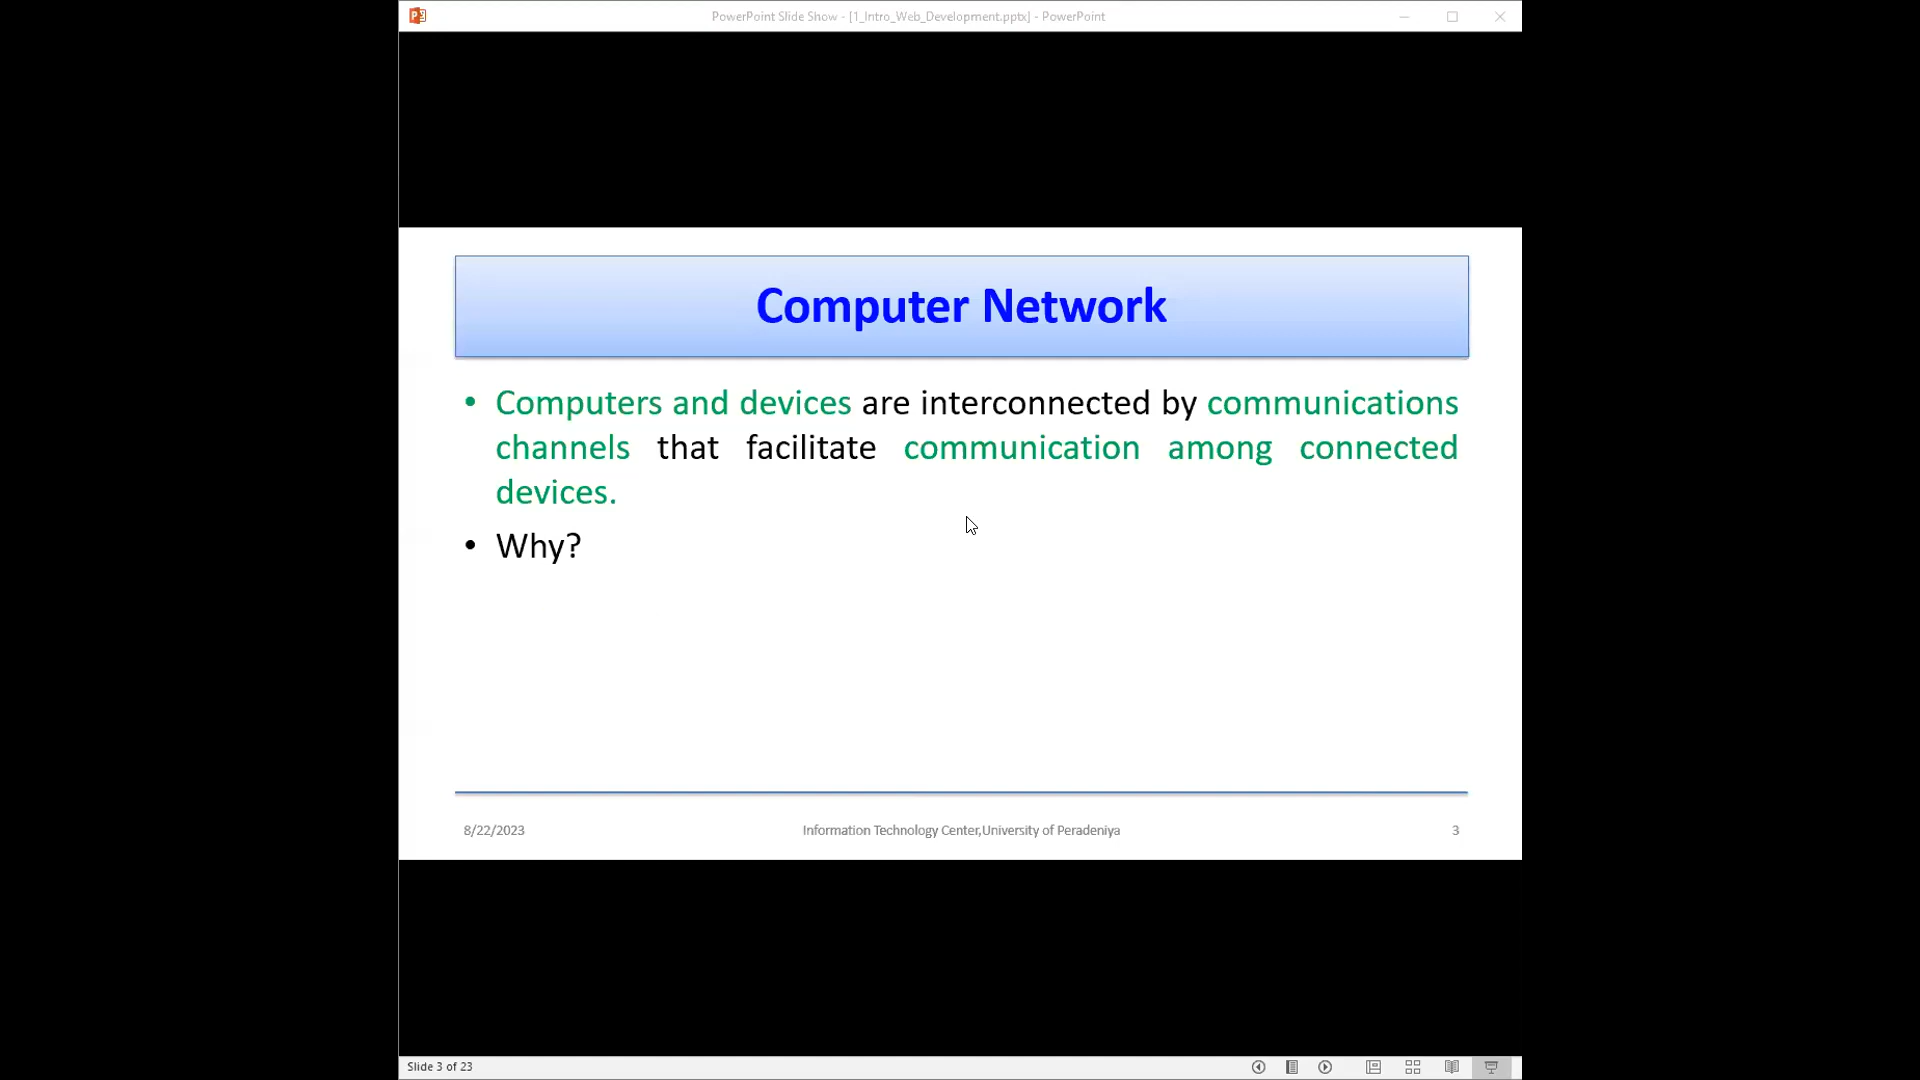 PowerPoint Slide Show - [1_Intro_Web_Development.pptx] - PowerPoint
Computer Network
• Computers and devices are interconnected by communications
channels that facilitate communication among connected
devices.
• Why?
8/22/2023 Information Technology Center,University of Peradeniya 3
Slide 3 of 23